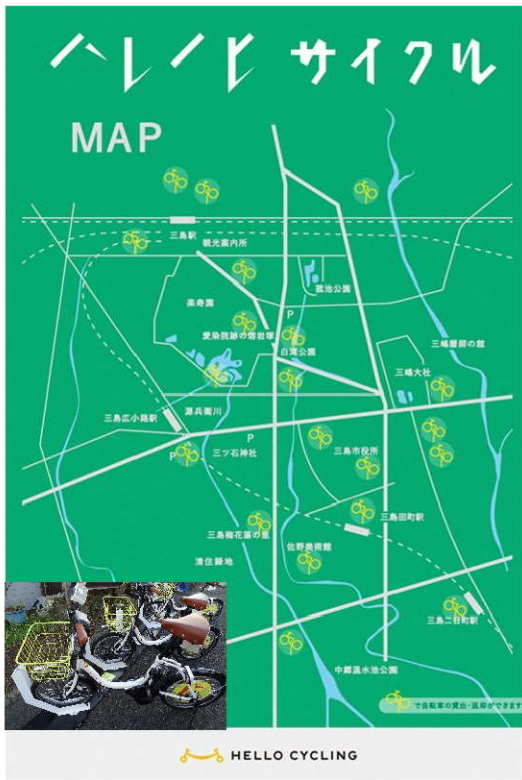 ハレノヒサイクル
MAP
三島駅
観光案内所
菰池公園
楽寿園
P
愛染院跡の熔岩塚
白滝公園
三嶋暦師の館
三嶋大社
源兵衛川
三島広小路駅
P
P
三ツ石神社
三島市役所
三島梅花藻の里
三島田町駅
佐野美術館
清住緑地
三島二日町駅
中郷温水池公園
で自転車の貸出・返却ができます
HELLO CYCLING